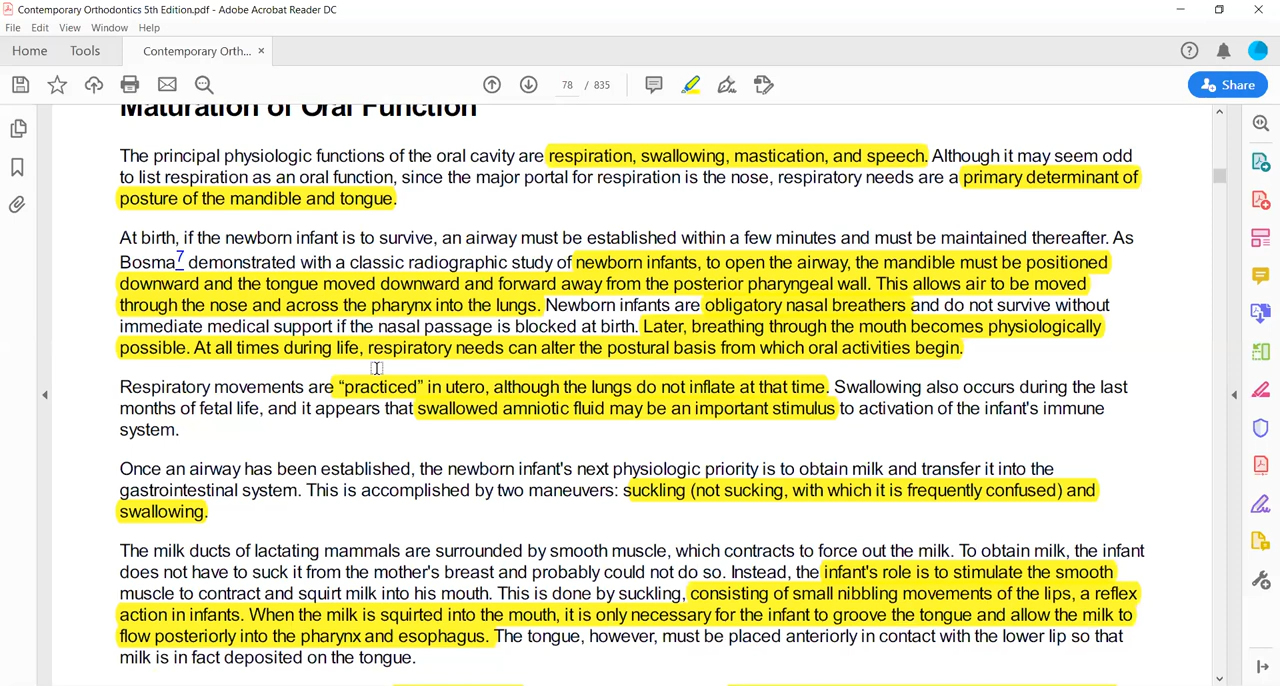 Contemporary Orthodontics 5th Edition.pdf - Adobe Acrobat Reader DC
File Edit View Window Help
Home Tools Contemporary Orth... ×
78 / 835
Share
Maturation of Oral Function
The principal physiologic functions of the oral cavity are respiration, swallowing, mastication, and speech. Although it may seem odd
to list respiration as an oral function, since the major portal for respiration is the nose, respiratory needs are a primary determinant of
posture of the mandible and tongue.
At birth, if the newborn infant is to survive, an airway must be established within a few minutes and must be maintained thereafter. As
Bosma7 demonstrated with a classic radiographic study of newborn infants, to open the airway, the mandible must be positioned
downward and the tongue moved downward and forward away from the posterior pharyngeal wall. This allows air to be moved
through the nose and across the pharynx into the lungs. Newborn infants are obligatory nasal breathers and do not survive without
immediate medical support if the nasal passage is blocked at birth. Later, breathing through the mouth becomes physiologically
possible. At all times during life, respiratory needs can alter the postural basis from which oral activities begin.
Respiratory movements are “practiced” in utero, although the lungs do not inflate at that time. Swallowing also occurs during the last
months of fetal life, and it appears that swallowed amniotic fluid may be an important stimulus to activation of the infant's immune
system.
Once an airway has been established, the newborn infant's next physiologic priority is to obtain milk and transfer it into the
gastrointestinal system. This is accomplished by two maneuvers: suckling (not sucking, with which it is frequently confused) and
swallowing.
The milk ducts of lactating mammals are surrounded by smooth muscle, which contracts to force out the milk. To obtain milk, the infant
does not have to suck it from the mother's breast and probably could not do so. Instead, the infant's role is to stimulate the smooth
muscle to contract and squirt milk into his mouth. This is done by suckling, consisting of small nibbling movements of the lips, a reflex
action in infants. When the milk is squirted into the mouth, it is only necessary for the infant to groove the tongue and allow the milk to
flow posteriorly into the pharynx and esophagus. The tongue, however, must be placed anteriorly in contact with the lower lip so that
milk is in fact deposited on the tongue.